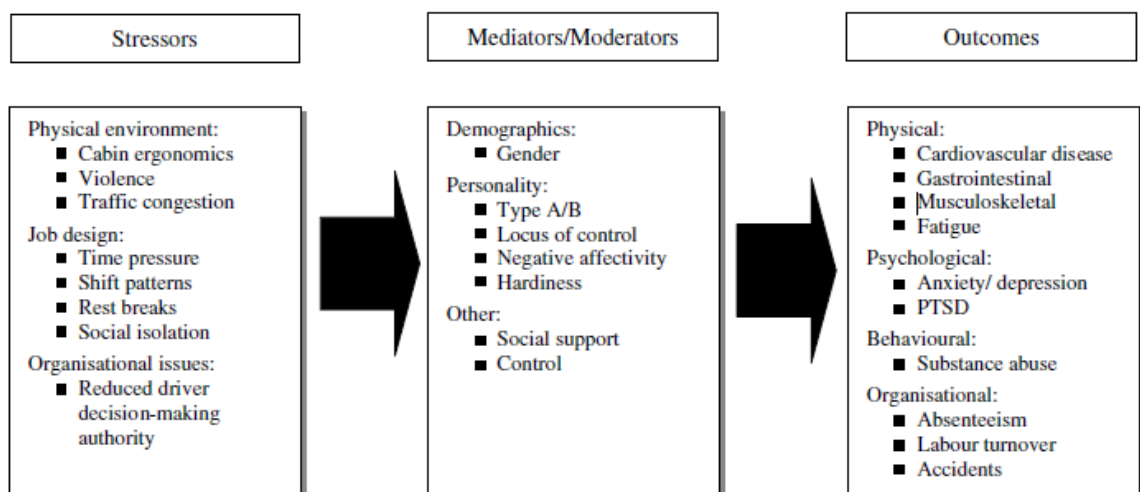 Stressors
Mediators/Moderators
Outcomes
Physical environment:
■ Cabin ergonomics
■ Violence
■ Traffic congestion
Job design:
■ Time pressure
■ Shift patterns
■ Rest breaks
■ Social isolation
Organisational issues:
■ Reduced driver
decision-making
authority
Demographics:
■ Gender
Personality:
■ Type A/B
■ Locus of control
■ Negative affectivity
■ Hardiness
Other:
■ Social support
■ Control
Physical:
■ Cardiovascular disease
■ Gastrointestinal
■ Musculoskeletal
■ Fatigue
Psychological:
■ Anxiety/ depression
■ PTSD
Behavioural:
■ Substance abuse
Organisational:
■ Absenteeism
■ Labour turnover
■ Accidents